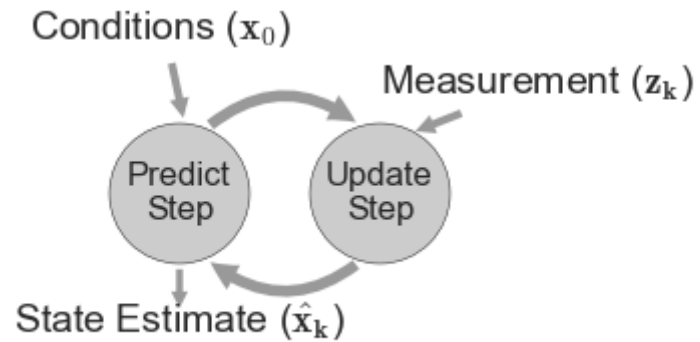 Conditions (x₀)
Measurement (zₖ)
Predict
Step
Update
Step
State Estimate (x̂ₖ)